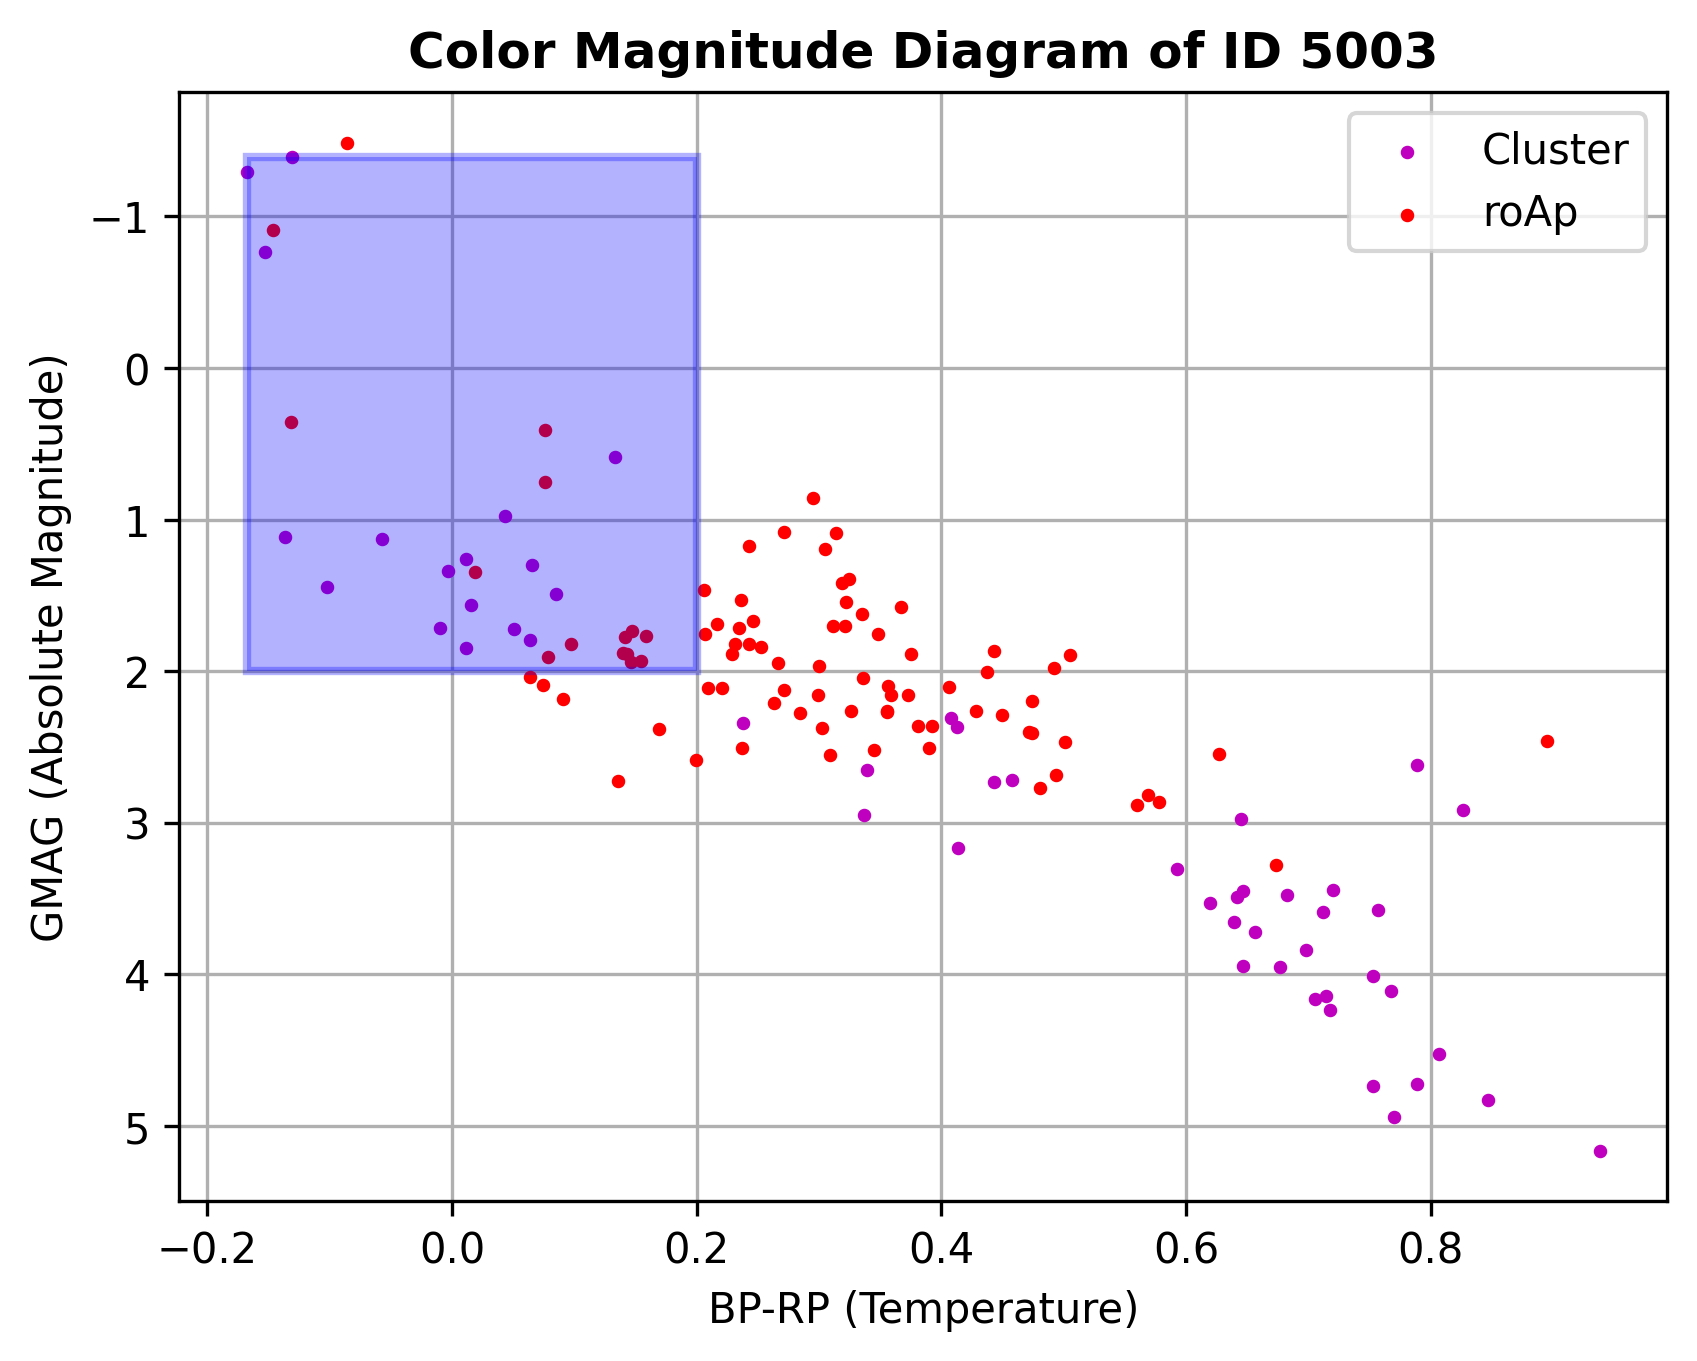 Color Magnitude Diagram of ID 5003
Cluster
roAp
GMAG (Absolute Magnitude)
−1
0
1
2
3
4
5
−0.2 0.0 0.2 0.4 0.6 0.8
BP-RP (Temperature)